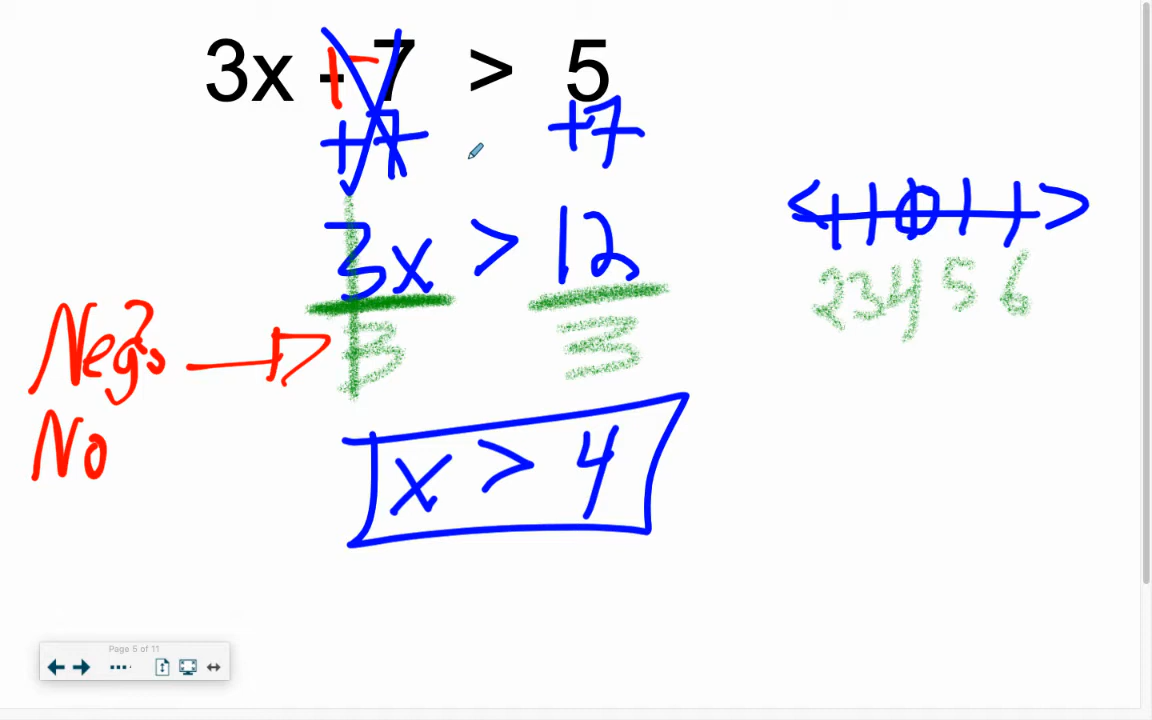 3x - 7 > 5
+7 +7
3x > 12
3 3
Neg?
No
x > 4
2 3 4 5 6
Page 5 of 11